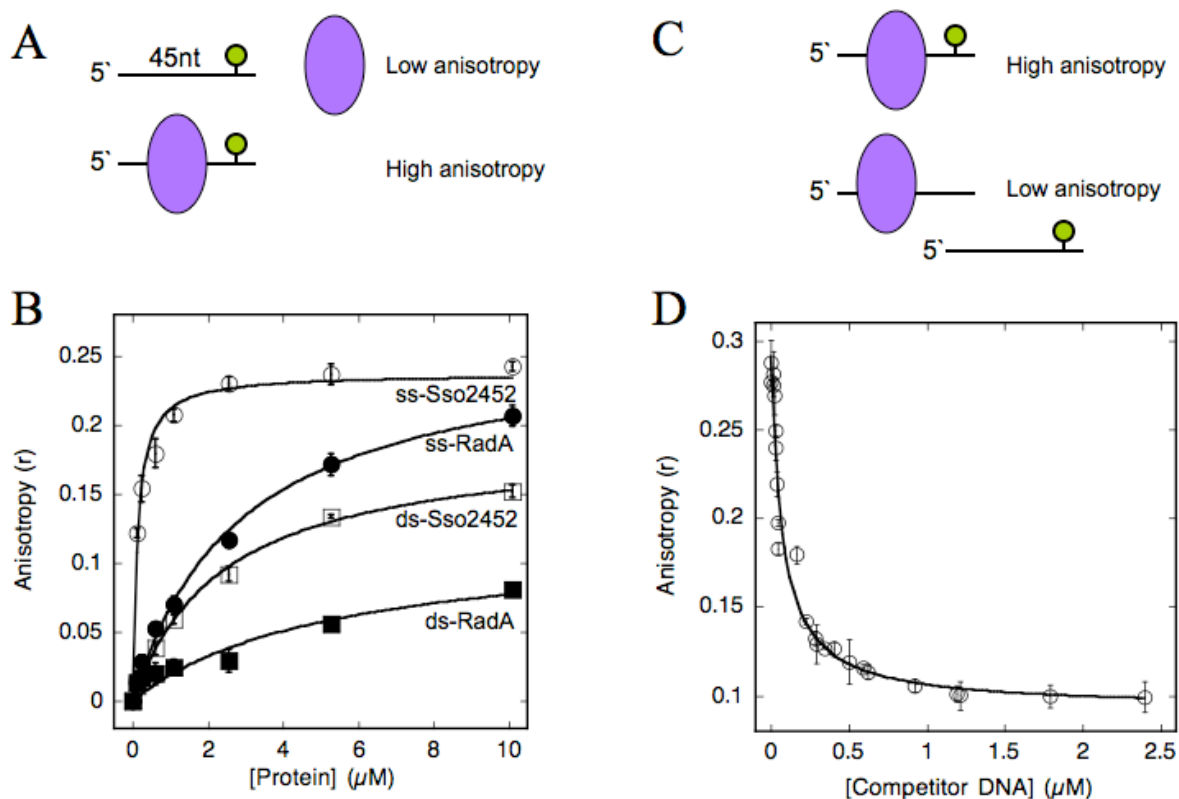 A
5` 45nt
Low anisotropy
5`
High anisotropy
B
0.25
0.2
0.15
0.1
0.05
0
Anisotropy (r)
ss-Sso2452
ss-RadA
ds-Sso2452
ds-RadA
0 2 4 6 8 10
[Protein] (µM)
C
5`
High anisotropy
5`
Low anisotropy
5`
D
0.3
0.25
0.2
0.15
0.1
Anisotropy (r)
0 0.5 1 1.5 2 2.5
[Competitor DNA] (µM)